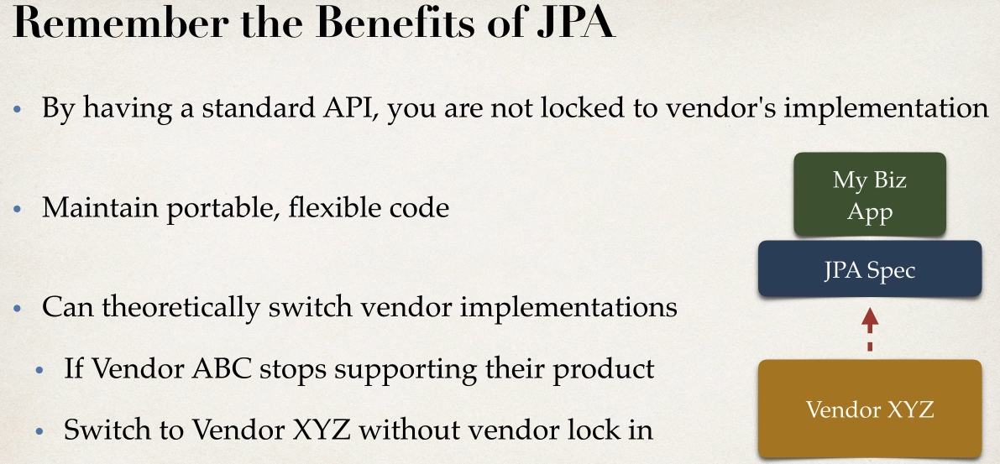 Remember the Benefits of JPA
• By having a standard API, you are not locked to vendor's implementation
• Maintain portable, flexible code
• Can theoretically switch vendor implementations
• If Vendor ABC stops supporting their product
• Switch to Vendor XYZ without vendor lock in
My Biz
App
JPA Spec
Vendor XYZ